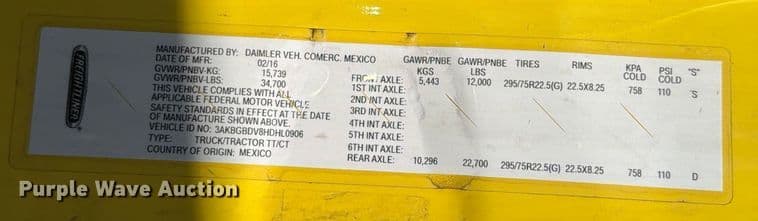 FREIGHTLINER
MANUFACTURED BY: DAIMLER VEH. COMERC. MEXICO
DATE OF MFR: 02/16
GVWR/PNBV-KG: 15,739
GVWR/PNBV-LBS: 34,700
THIS VEHICLE COMPLIES WITH ALL
APPLICABLE FEDERAL MOTOR VEHICLE
SAFETY STANDARDS IN EFFECT AT THE DATE
OF MANUFACTURE SHOWN ABOVE.
VEHICLE ID NO: 3AKBGBDV8HDHL0906
TYPE: TRUCK/TRACTOR TT/CT
COUNTRY OF ORIGIN: MEXICO
GAWR/PNBE KGS GAWR/PNBE LBS TIRES RIMS KPA COLD PSI COLD "S"
FRONT AXLE: 5,443 12,000 295/75R22.5(G) 22.5X8.25 758 110 S
1ST INT AXLE:
2ND INT AXLE:
3RD INT AXLE:
4TH INT AXLE:
5TH INT AXLE:
6TH INT AXLE:
REAR AXLE: 10,296 22,700 295/75R22.5(G) 22.5X8.25 758 110 D
Purple Wave Auction